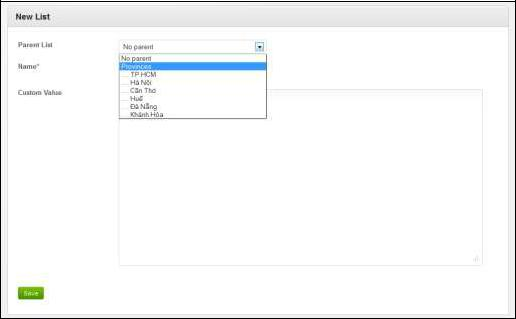 New List
Parent List
No parent
No parent
Provinces
TP HCM
Hà Nội
Name*
Cần Thơ
Custom Value
Huế
Đà Nẵng
Khánh Hòa
Save